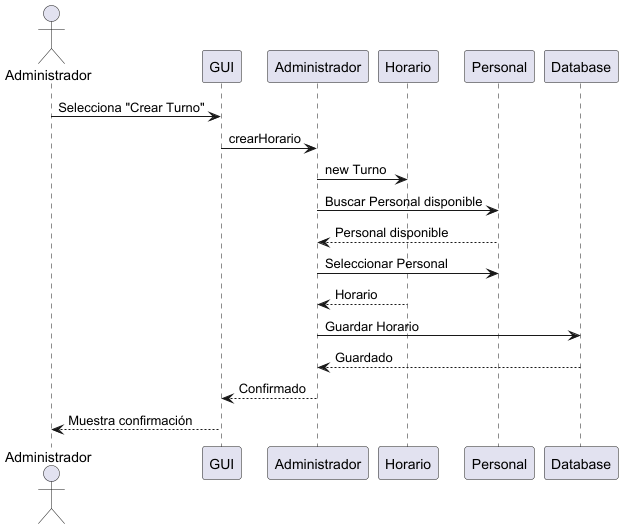 Administrador
GUI
Administrador
Horario
Personal
Database
Selecciona "Crear Turno"
crearHorario
new Turno
Buscar Personal disponible
Personal disponible
Seleccionar Personal
Horario
Guardar Horario
Guardado
Confirmado
Muestra confirmación
Administrador
GUI
Administrador
Horario
Personal
Database